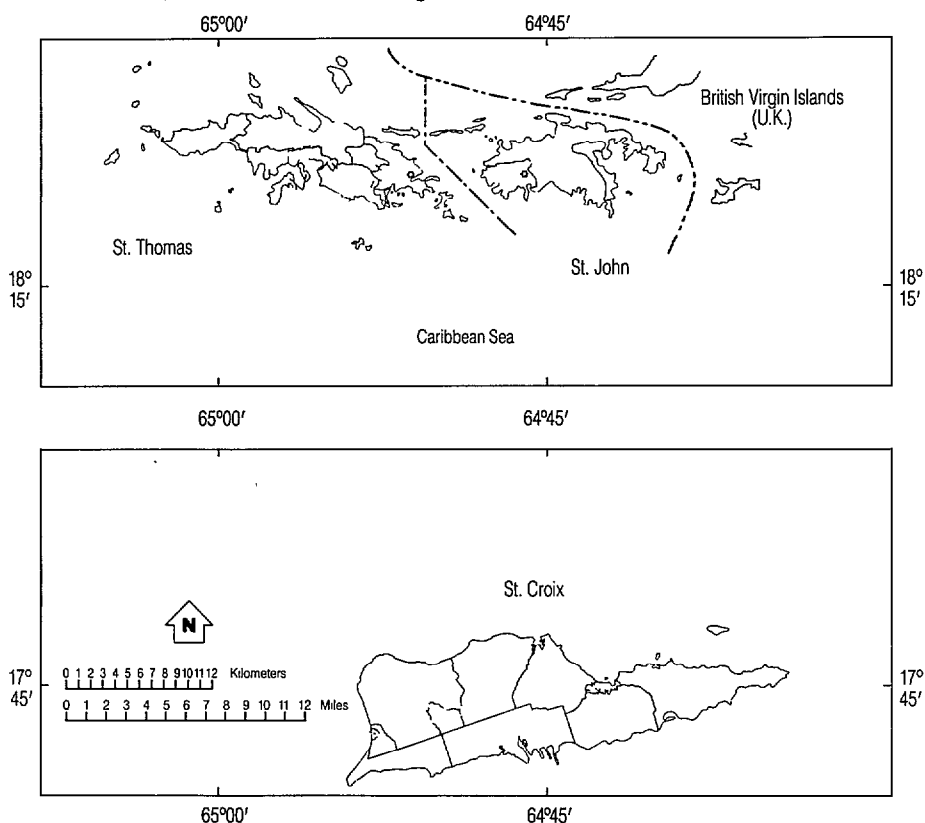 65°00′ 64°45′
British Virgin Islands
(U.K.)
St. Thomas
St. John
18°
15′
18°
15′
Caribbean Sea
65°00′ 64°45′
St. Croix
N
0 1 2 3 4 5 6 7 8 9 10 11 12 Kilometers
0 1 2 3 4 5 6 7 8 9 10 11 12 Miles
17°
45′
17°
45′
65°00′ 64°45′